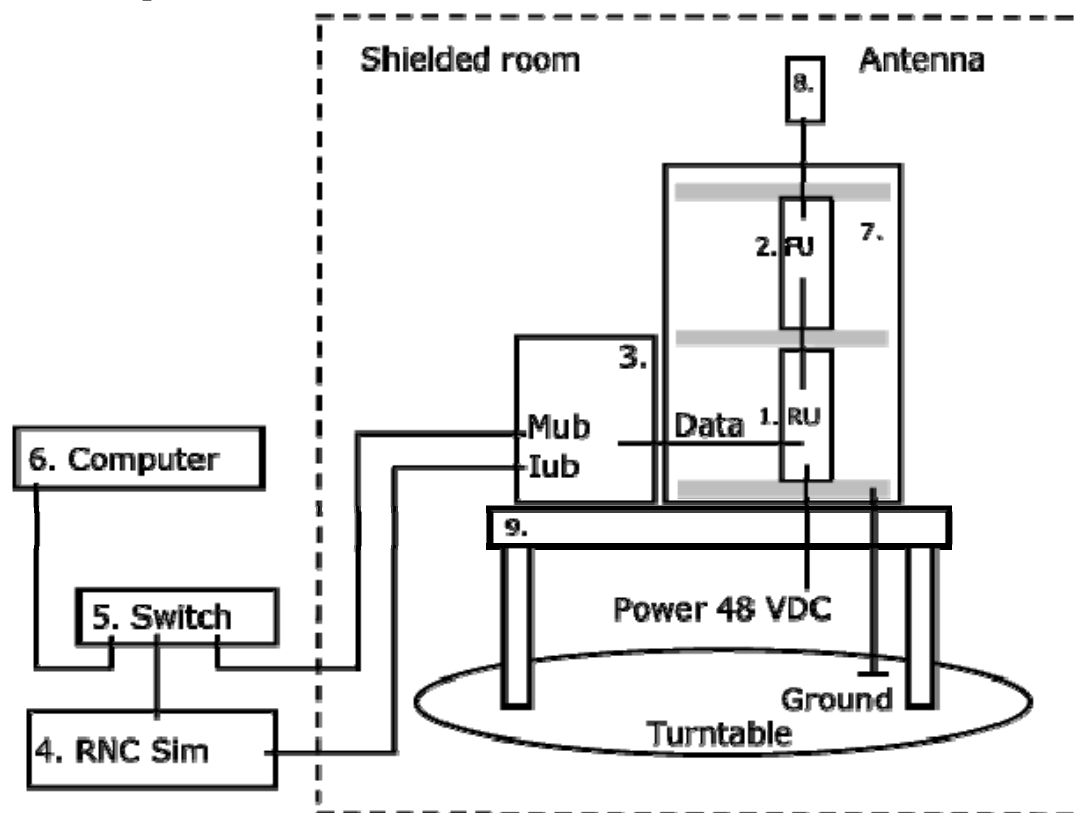 Shielded room
Antenna
8.
7.
2. FU
3.
Mub
Data
1. RU
Iub
6. Computer
9.
5. Switch
Power 48 VDC
Ground
Turntable
4. RNC Sim